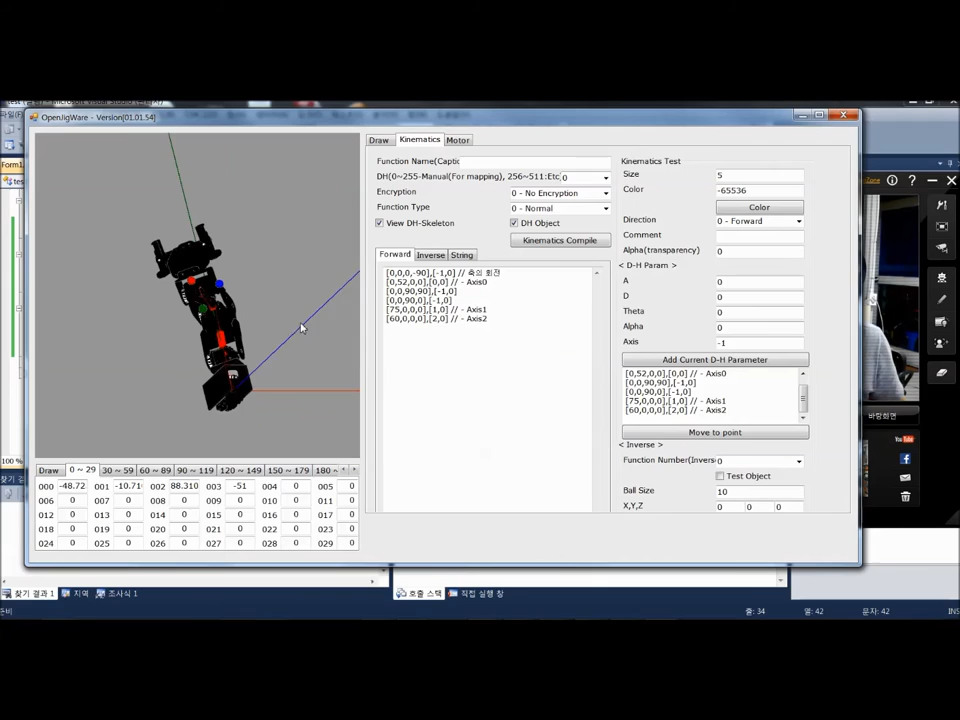 OpenJigWare - Version[01.01.54]
Draw Kinematics Motor
Function Name(Captic
DH(0~255-Manual(For mapping), 256~511:Etc 0
Encryption 0 - No Encryption
Function Type 0 - Normal
View DH-Skeleton DH Object
Kinematics Compile
Forward Inverse String
[0,0,0,-90],[-1,0] // 축의 회전
[0,52,0,0],[0,0] // - Axis0
[0,0,90,90],[-1,0]
[0,0,90,0],[-1,0]
[75,0,0,0],[1,0] // - Axis1
[60,0,0,0],[2,0] // - Axis2
Kinematics Test
Size 5
Color -65536
Color
Direction 0 - Forward
Comment
Alpha(transparency) 0
< D-H Param >
A 0
D 0
Theta 0
Alpha 0
Axis -1
Add Current D-H Parameter
[0,52,0,0],[0,0] // - Axis0
[0,0,90,90],[-1,0]
[0,0,90,0],[-1,0]
[75,0,0,0],[1,0] // - Axis1
[60,0,0,0],[2,0] // - Axis2
Move to point
< Inverse >
Function Number(Invers 0
Test Object
Ball Size 10
X,Y,Z 0 0 0
Draw 0 ~ 29 30 ~ 59 60 ~ 89 90 ~ 119 120 ~ 149 150 ~ 179 180 ~
000 -48.72 001 -10.710 002 88.310 003 -51 004 0 005 0
006 0 007 0 008 0 009 0 010 0 011 0
012 0 013 0 014 0 015 0 016 0 017 0
018 0 019 0 020 0 021 0 022 0 023 0
024 0 025 0 026 0 027 0 028 0 029 0
Form1
tes
100 %
찾기 결
바탕화면
You Tube
찾기 결과 1 지역 조사식 1 호출 스택 직접 실행 창
준비 줄: 34 열: 42 문자: 42 INS